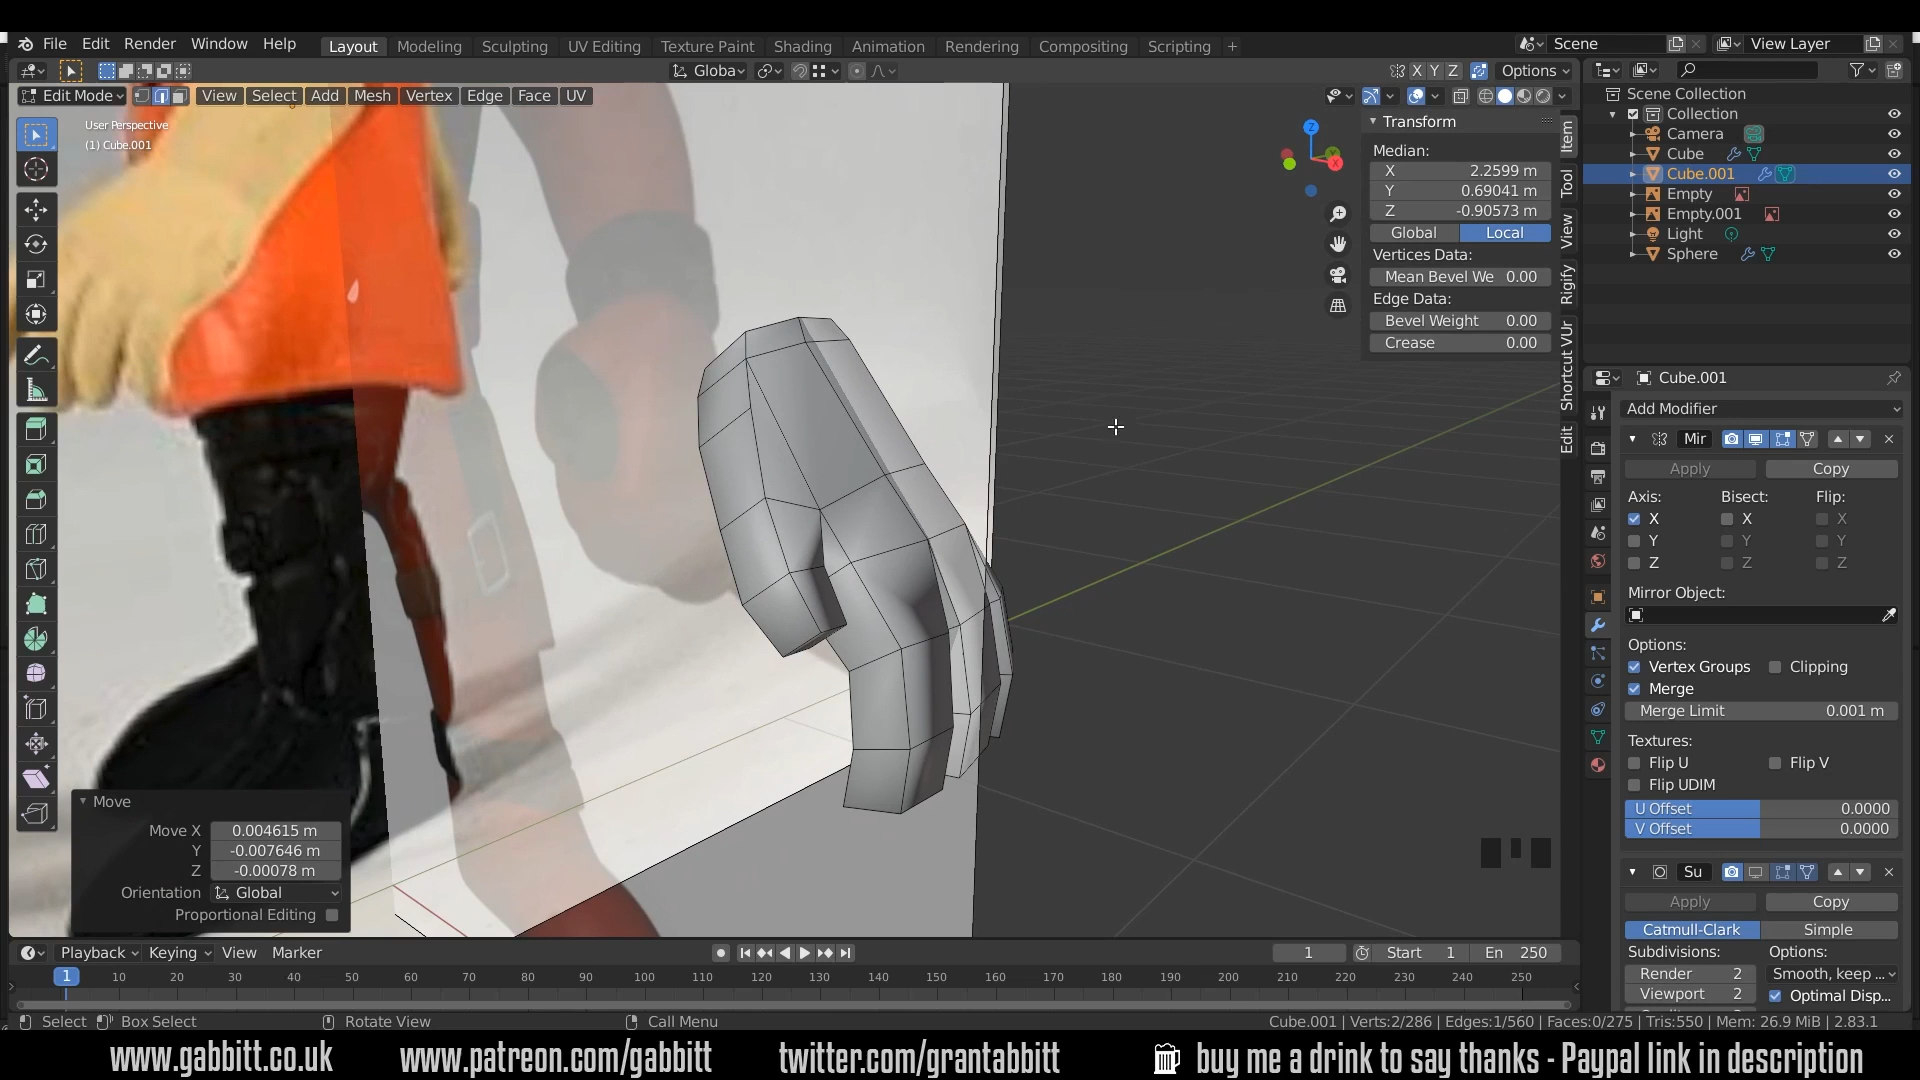 File Edit Render Window Help
Layout Modeling Sculpting UV Editing Texture Paint Shading Animation Rendering Compositing Scripting +
Scene
View Layer
Globa
X Y Z
Options
Edit Mode
View Select Add Mesh Vertex Edge Face UV
User Perspective
(1) Cube.001
Z
X
Transform
Median:
X 2.2599 m
Y 0.69041 m
Z -0.90573 m
Global Local
Vertices Data:
Mean Bevel We 0.00
Edge Data:
Bevel Weight 0.00
Crease 0.00
Item
Tool
View
Rigify
Shortcut VUr
Edit
Scene Collection
Collection
Camera
Cube
Cube.001
Empty
Empty.001
Light
Sphere
Cube.001
Add Modifier
Mir
Apply Copy
Axis: Bisect: Flip:
X X X
Y Y Y
Z Z Z
Mirror Object:
Options:
Vertex Groups Clipping
Merge
Merge Limit 0.001 m
Textures:
Flip U Flip V
Flip UDIM
U Offset 0.0000
V Offset 0.0000
Su
Apply Copy
Catmull-Clark Simple
Subdivisions: Options:
Render 2 Smooth, keep ...
Viewport 2 Optimal Disp...
Move
Move X 0.004615 m
Y -0.007646 m
Z -0.00078 m
Orientation Global
Proportional Editing
Playback Keying View Marker
1 Start 1 En 250
1 10 20 30 40 50 60 70 80 90 100 110 120 130 140 150 160 170 180 190 200 210 220 230 240 250
Select Box Select Rotate View Call Menu
Cube.001 | Verts:2/286 | Edges:1/560 | Faces:0/275 | Tris:550 | Mem: 26.9 MiB | 2.83.1
www.gabbitt.co.uk www.patreon.com/gabbitt twitter.com/grantabbitt buy me a drink to say thanks - Paypal link in description